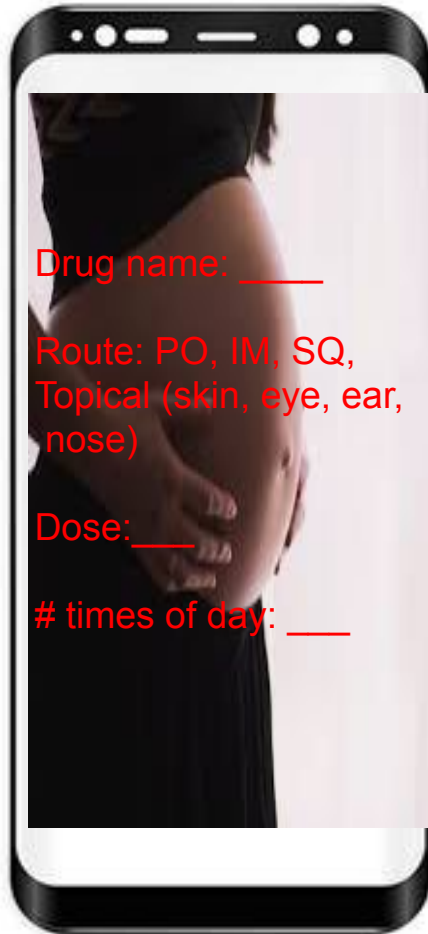 Drug name: ____
Route: PO, IM, SQ,
Topical (skin, eye, ear,
nose)
Dose:___
# times of day: ___